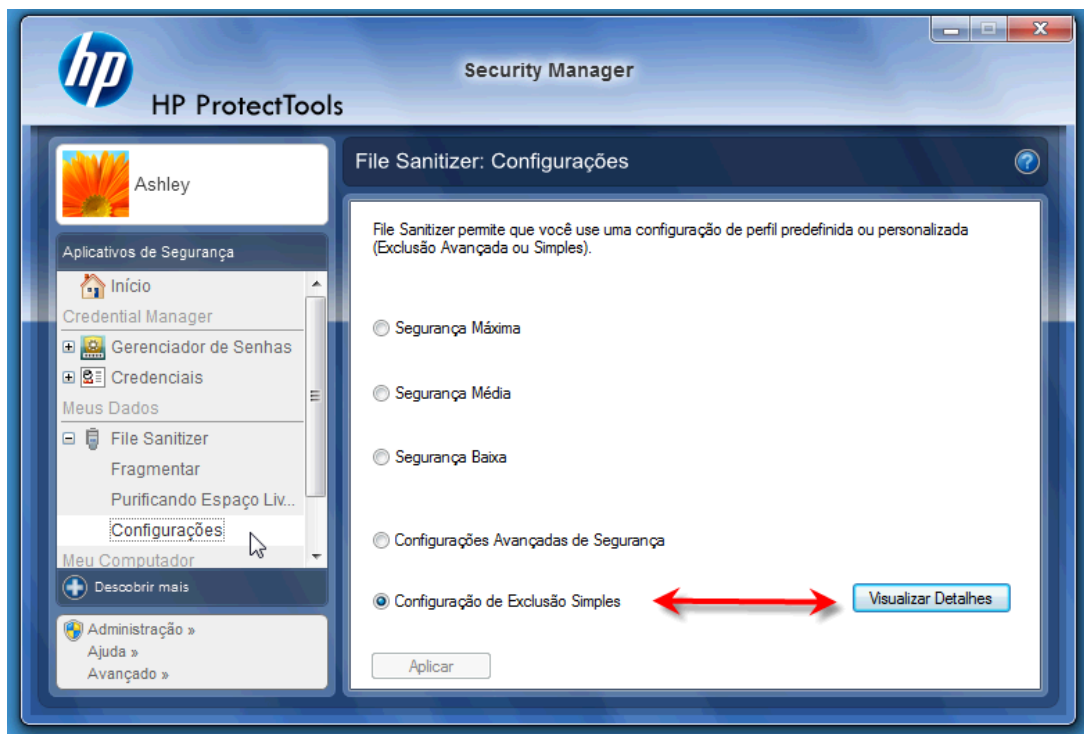 hp
Security Manager
HP ProtectTools
Ashley
Aplicativos de Segurança
Início
Credential Manager
Gerenciador de Senhas
Credenciais
Meus Dados
File Sanitizer
Fragmentar
Purificando Espaço Liv...
Configurações
Meu Computador
Descobrir mais
Administração »
Ajuda »
Avançado »
File Sanitizer: Configurações
?
File Sanitizer permite que você use uma configuração de perfil predefinida ou personalizada
(Exclusão Avançada ou Simples).
Segurança Máxima
Segurança Média
Segurança Baixa
Configurações Avançadas de Segurança
Configuração de Exclusão Simples
Visualizar Detalhes
Aplicar